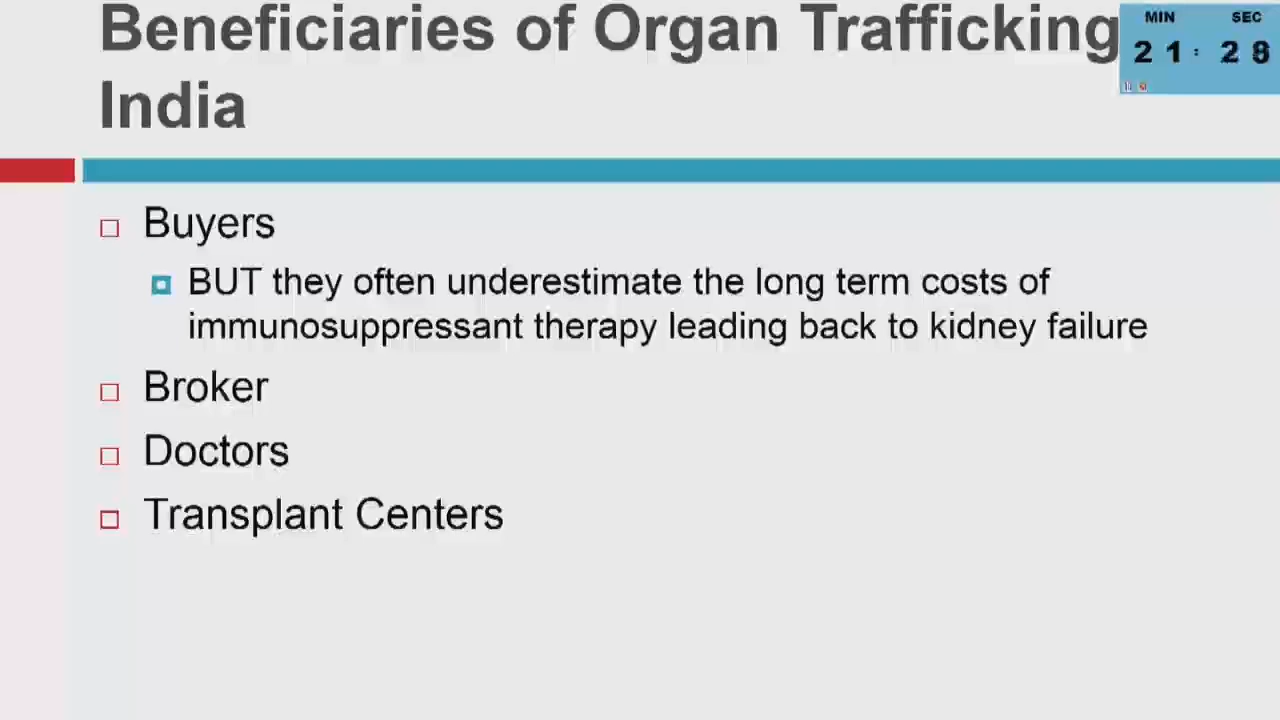 Beneficiaries of Organ Trafficking
India
MIN SEC
21:28
Buyers
BUT they often underestimate the long term costs of
immunosuppressant therapy leading back to kidney failure
Broker
Doctors
Transplant Centers